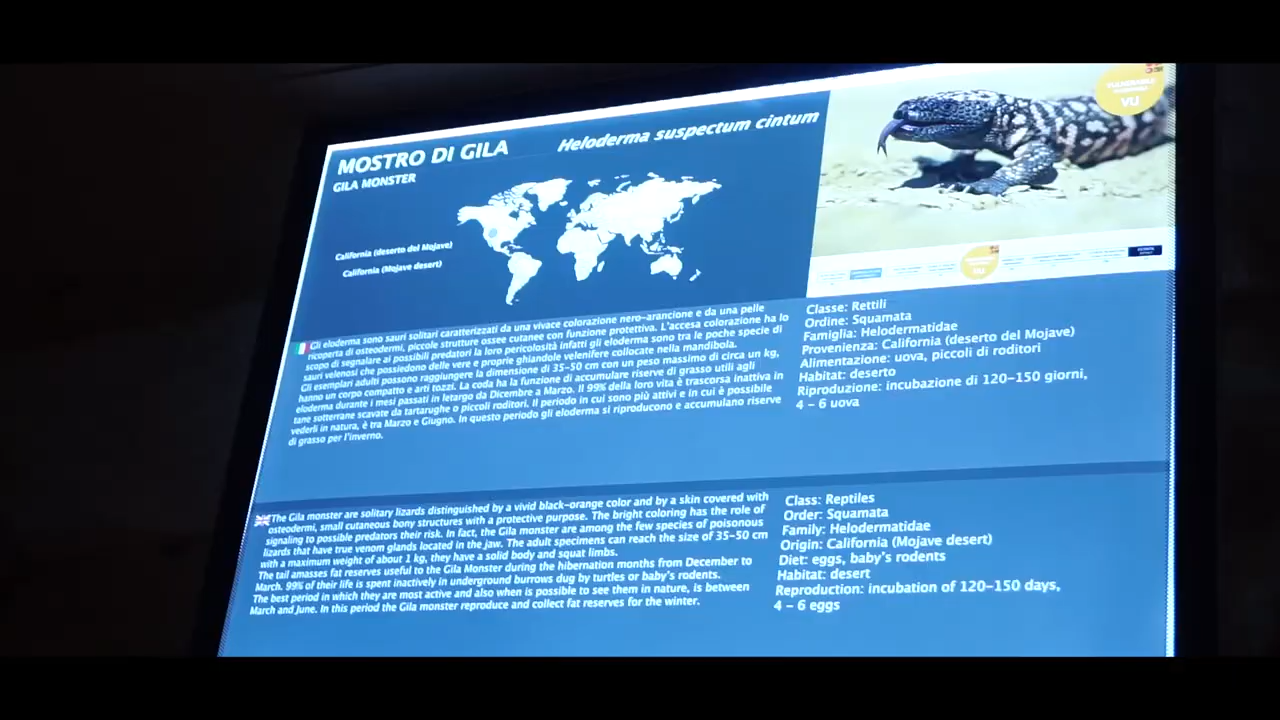 MOSTRO DI GILA
Heloderma suspectum cintum
GILA MONSTER
California (deserto del Mojave)
California (Mojave desert)
VULNERABILE
VU
VU
Gli eloderma sono sauri solitari caratterizzati da una vivace colorazione nero-arancione e da una pelle
ricoperta di osteodermi, piccole strutture ossee cutanee con funzione protettiva. L'accesa colorazione ha lo
scopo di segnalare ai possibili predatori la loro pericolosità infatti gli eloderma sono tra le poche specie di
sauri velenosi che possiedono delle vere e proprie ghiandole velenifere collocate nella mandibola.
Gli esemplari adulti possono raggiungere la dimensione di 35-50 cm con un peso massimo di circa un kg,
hanno un corpo compatto e arti tozzi. La coda ha la funzione di accumulare riserve di grasso utili agli
eloderma durante i mesi passati in letargo da Dicembre a Marzo. Il 99% della loro vita è trascorsa inattiva in
tane sotterrane scavate da tartarughe o piccoli roditori. Il periodo in cui sono più attivi e in cui è possibile
vederli in natura, è tra Marzo e Giugno. In questo periodo gli eloderma si riproducono e accumulano riserve
di grasso per l'inverno.
Classe: Rettili
Ordine: Squamata
Famiglia: Helodermatidae
Provenienza: California (deserto del Mojave)
Alimentazione: uova, piccoli di roditori
Habitat: deserto
Riproduzione: incubazione di 120-150 giorni,
4 - 6 uova
The Gila monster are solitary lizards distinguished by a vivid black-orange color and by a skin covered with
osteodermi, small cutaneous bony structures with a protective purpose. The bright coloring has the role of
signaling to possible predators their risk. In fact, the Gila monster are among the few species of poisonous
lizards that have true venom glands located in the jaw. The adult specimens can reach the size of 35-50 cm
with a maximum weight of about 1 kg, they have a solid body and squat limbs.
The tail amasses fat reserves useful to the Gila Monster during the hibernation months from December to
March. 99% of their life is spent inactively in underground burrows dug by turtles or baby's rodents.
The best period in which they are most active and also when is possible to see them in nature, is between
March and June. In this period the Gila monster reproduce and collect fat reserves for the winter.
Class: Reptiles
Order: Squamata
Family: Helodermatidae
Origin: California (Mojave desert)
Diet: eggs, baby's rodents
Habitat: desert
Reproduction: incubation of 120-150 days,
4 - 6 eggs